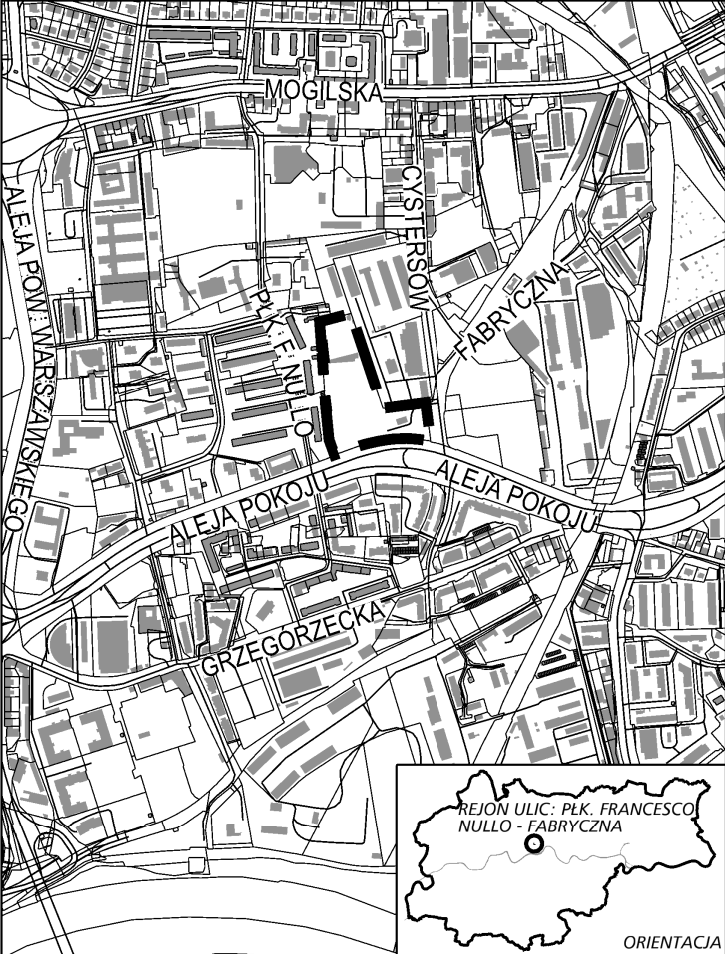 MOGILSKA
ALEJA POW. WARSZAWSKIEGO
CYSTERSÓW
PŁK. F. NULLO
FABRYCZNA
ALEJA POKOJU
ALEJA POKOJU
GRZEGÓRZECKA
REJON ULIC: PŁK. FRANCESCO
NULLO - FABRYCZNA
ORIENTACJA